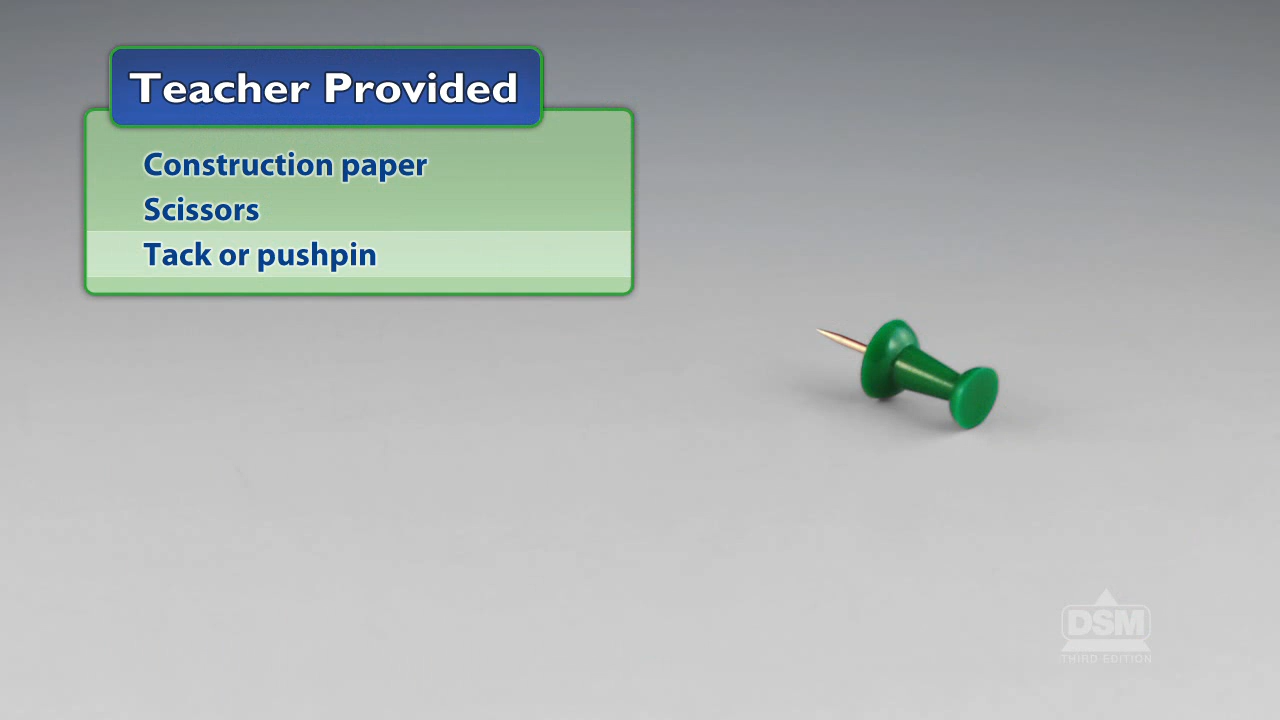 Teacher Provided
Construction paper
Scissors
Tack or pushpin
DSM
THIRD EDITION